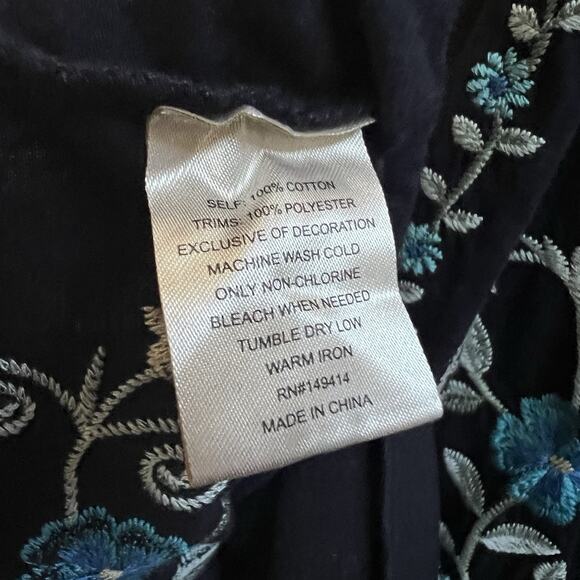 SELF: 100% COTTON
TRIMS: 100% POLYESTER
EXCLUSIVE OF DECORATION
MACHINE WASH COLD
ONLY NON-CHLORINE
BLEACH WHEN NEEDED
TUMBLE DRY LOW
WARM IRON
RN#149414
MADE IN CHINA